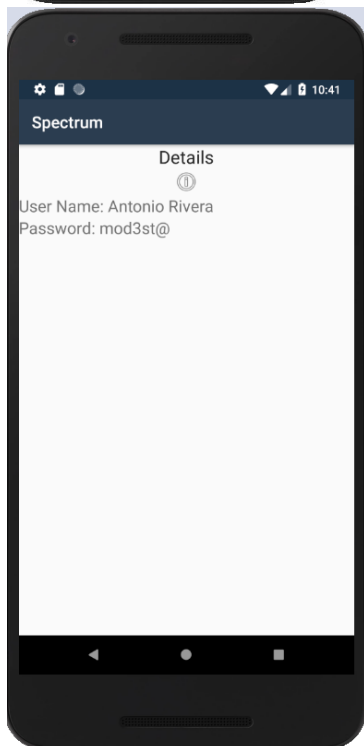 10:41
Spectrum
Details
User Name: Antonio Rivera
Password: mod3st@